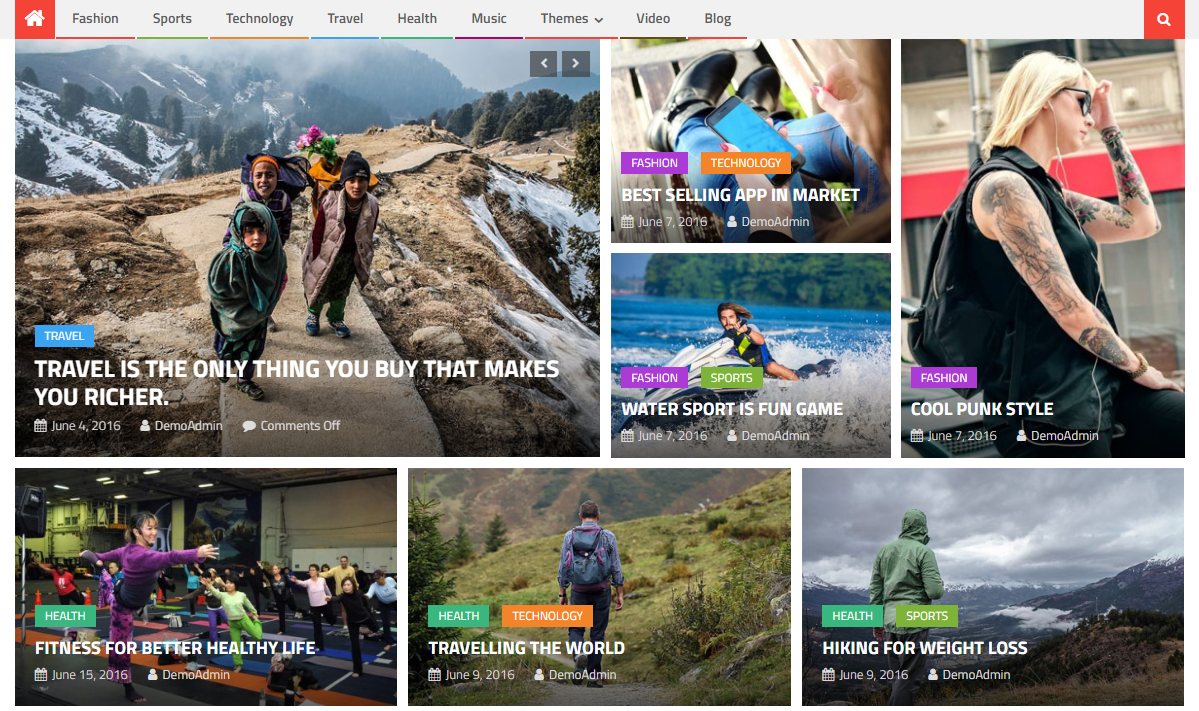 Fashion Sports Technology Travel Health Music Themes Video Blog
TRAVEL
TRAVEL IS THE ONLY THING YOU BUY THAT MAKES
YOU RICHER.
June 4, 2016 DemoAdmin Comments Off
FASHION TECHNOLOGY
BEST SELLING APP IN MARKET
June 7, 2016 DemoAdmin
FASHION SPORTS
WATER SPORT IS FUN GAME
June 7, 2016 DemoAdmin
FASHION
COOL PUNK STYLE
June 7, 2016 DemoAdmin
HEALTH
FITNESS FOR BETTER HEALTHY LIFE
June 15, 2016 DemoAdmin
HEALTH TECHNOLOGY
TRAVELLING THE WORLD
June 9, 2016 DemoAdmin
HEALTH SPORTS
HIKING FOR WEIGHT LOSS
June 9, 2016 DemoAdmin